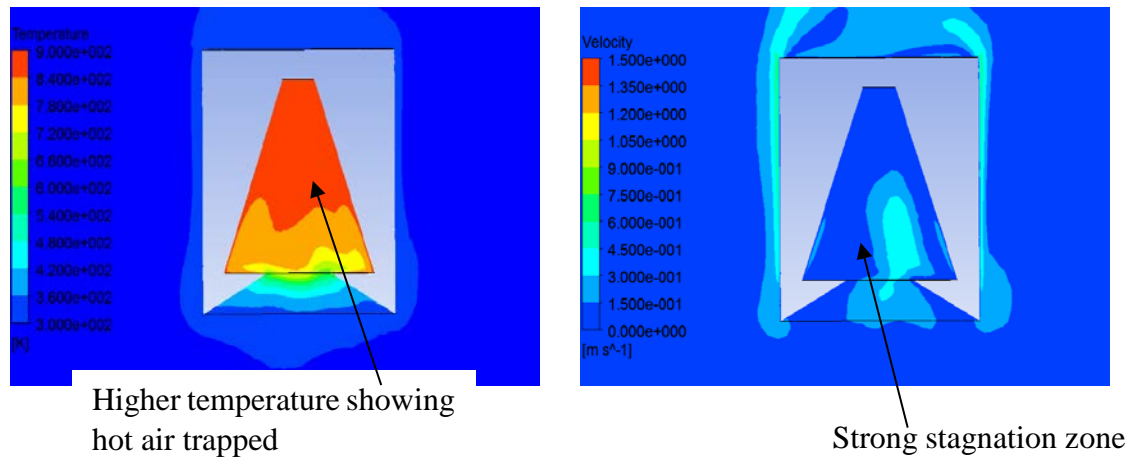 Temperature
9.000e+002
8.400e+002
7.800e+002
7.200e+002
6.600e+002
6.000e+002
5.400e+002
4.800e+002
4.200e+002
3.600e+002
3.000e+002
[K]
Higher temperature showing
hot air trapped
Velocity
1.500e+000
1.350e+000
1.200e+000
1.050e+000
9.000e-001
7.500e-001
6.000e-001
4.500e-001
3.000e-001
1.500e-001
0.000e+000
[m s^-1]
Strong stagnation zone